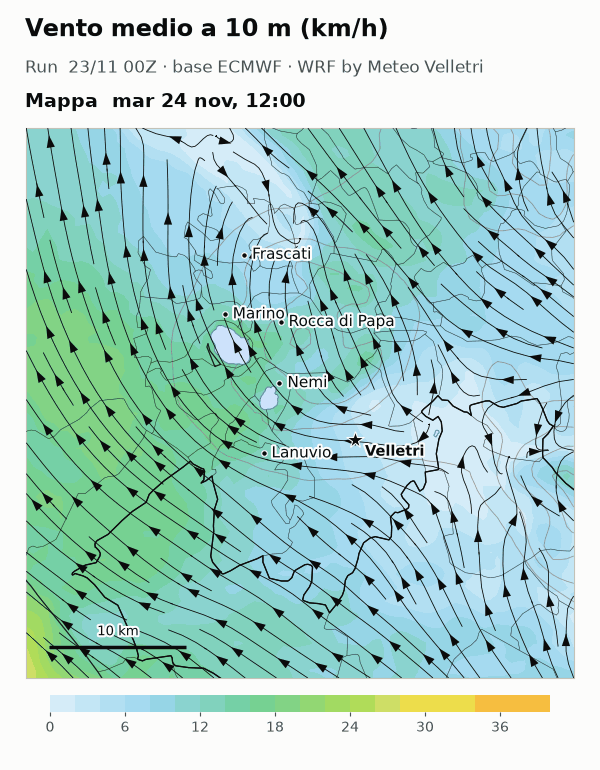 Vento medio a 10 m (km/h)
Run  23/11 00Z · base ECMWF · WRF by Meteo Velletri
Mappa  mar 24 nov, 12:00
Frascati
Marino
Rocca di Papa
Nemi
Velletri
Lanuvio
10 km
0 6 12 18 24 30 36